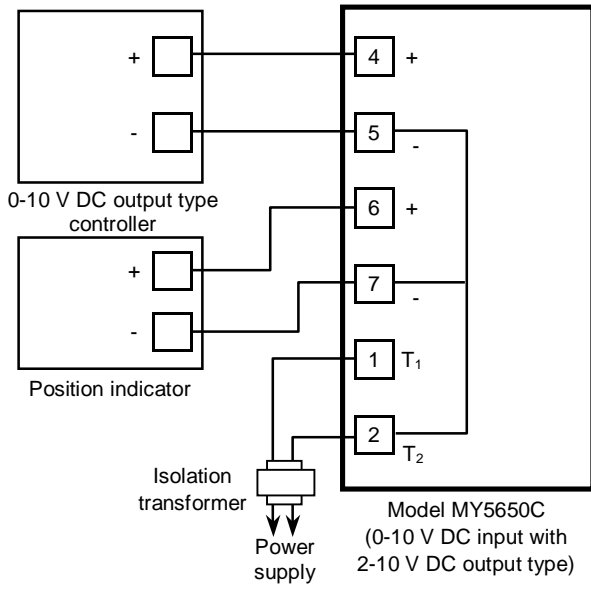 +
-
0-10 V DC output type
controller
+
-
Position indicator
4 +
5 -
6 +
7 -
1 T₁
2 T₂
Isolation
transformer
Power
supply
Model MY5650C
(0-10 V DC input with
2-10 V DC output type)